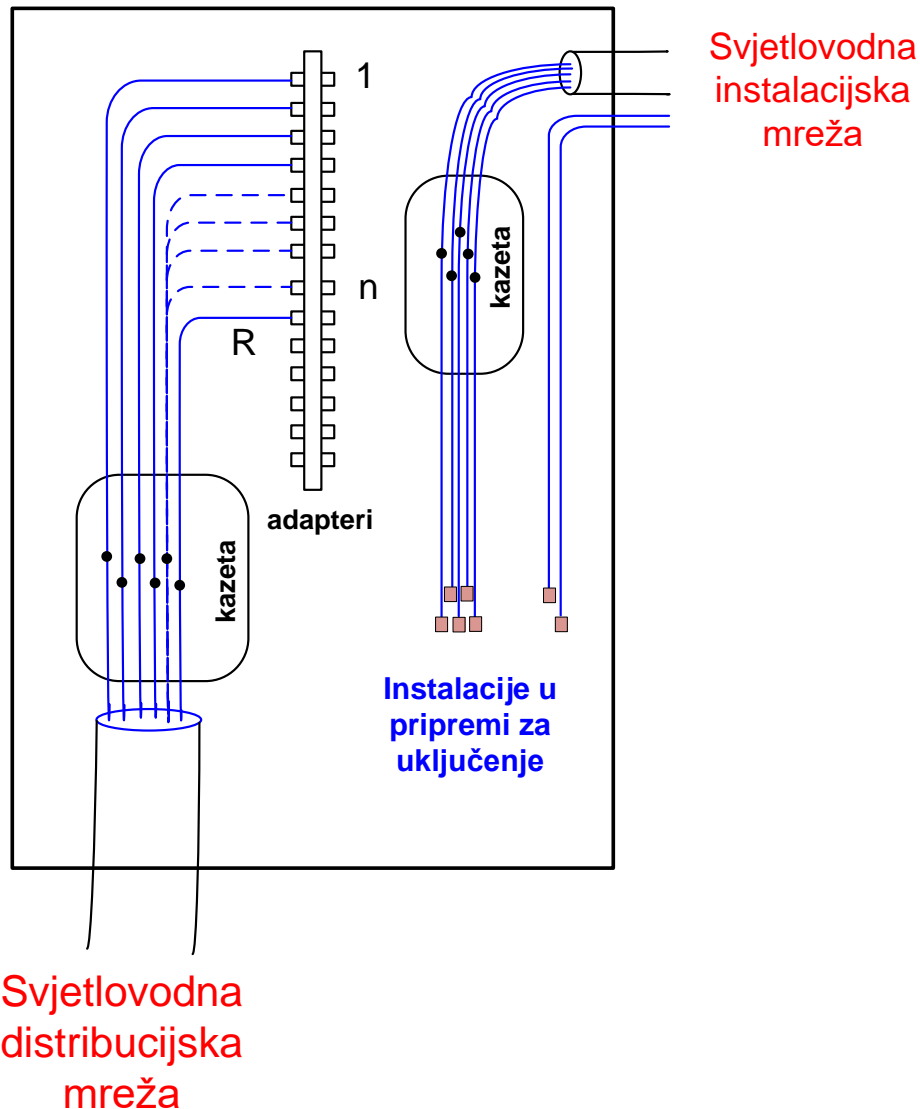 Svjetlovodna
instalacijska
mreža
1
n
R
kazeta
adapteri
kazeta
Instalacije u
pripremi za
uključenje
Svjetlovodna
distribucijska
mreža